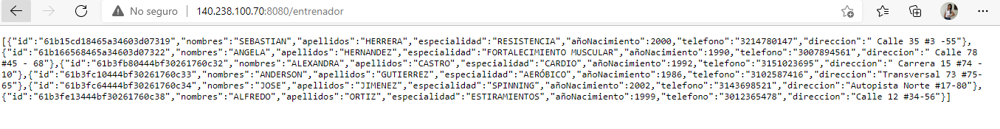 No seguro 140.238.100.70:8080/entrenador
[{"id":"61b15cd18465a34603d07319","nombres":"SEBASTIAN","apellidos":"HERRERA","especialidad":"RESISTENCIA","añoNacimiento":2000,"telefono":"3214780147","direccion":" Calle 35 #3 -55"},
{"id":"61b166568465a34603d07322","nombres":"ANGELA","apellidos":"HERNANDEZ","especialidad":"FORTALECIMIENTO MUSCULAR","añoNacimiento":1990,"telefono":"3007894561","direccion":" Calle 78
#45 - 68"},{"id":"61b3fb80444bf30261760c32","nombres":"ALEXANDRA","apellidos":"CASTRO","especialidad":"CARDIO","añoNacimiento":1992,"telefono":"3151023695","direccion":" Carrera 15 #74 -
10"},{"id":"61b3fc10444bf30261760c33","nombres":"ANDERSON","apellidos":"GUTIERREZ","especialidad":"AERÓBICO","añoNacimiento":1986,"telefono":"3102587416","direccion":"Transversal 73 #75-
65"},{"id":"61b3fc64444bf30261760c34","nombres":"JOSE","apellidos":"JIMENEZ","especialidad":"SPINNING","añoNacimiento":2002,"telefono":"3143698521","direccion":"Autopista Norte #17-80"},
{"id":"61b3fe13444bf30261760c38","nombres":"ALFREDO","apellidos":"ORTIZ","especialidad":"ESTIRAMIENTOS","añoNacimiento":1999,"telefono":"3012365478","direccion":"Calle 12 #34-56"}]